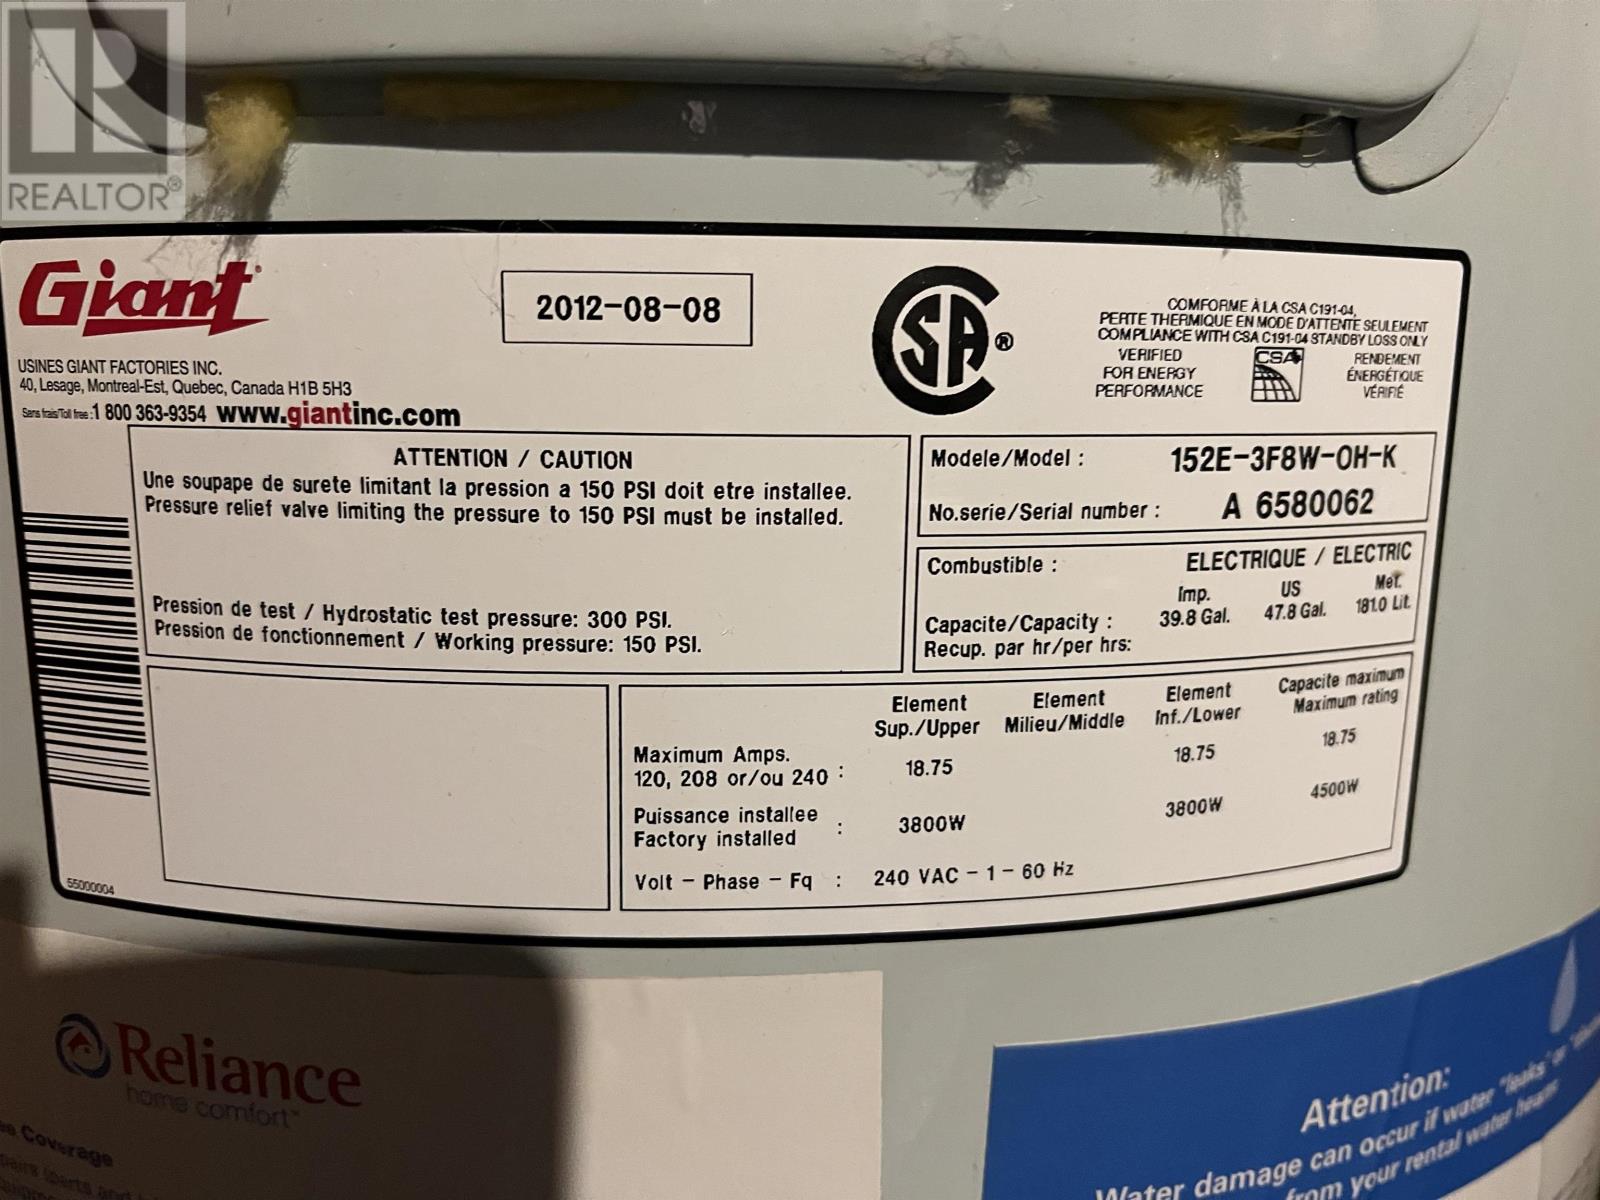 REALTOR®
Giant
2012-08-08
CSA®
COMFORME À LA CSA C191-04,
PERTE THERMIQUE EN MODE D'ATTENTE SEULEMENT
COMPLIANCE WITH CSA C191-04 STANDBY LOSS ONLY
VERIFIED FOR ENERGY PERFORMANCE
CSA
RENDEMENT ÉNERGÉTIQUE VÉRIFIÉ
USINES GIANT FACTORIES INC.
40, Lesage, Montreal-Est, Quebec, Canada H1B 5H3
Sans frais/Toll free :1 800 363-9354 www.giantinc.com
ATTENTION / CAUTION
Une soupape de surete limitant la pression a 150 PSI doit etre installee.
Pressure relief valve limiting the pressure to 150 PSI must be installed.
Pression de test / Hydrostatic test pressure: 300 PSI.
Pression de fonctionnement / Working pressure: 150 PSI.
Modele/Model : 152E-3F8W-OH-K
No.serie/Serial number : A 6580062
Combustible : ELECTRIQUE / ELECTRIC
Imp. US Met.
Capacite/Capacity : 39.8 Gal. 47.8 Gal. 181.0 Lit.
Recup. par hr/per hrs:
Element Sup./Upper Element Milieu/Middle Element Inf./Lower Capacite maximum Maximum rating
Maximum Amps.
120, 208 or/ou 240 : 18.75 18.75 18.75
Puissance installee
Factory installed : 3800W 3800W 4500W
Volt - Phase - Fq : 240 VAC - 1 - 60 Hz
55000004
Reliance
home comfort™
Coverage
Attention:
Water damage can occur if water "leaks" or
from your rental water heater